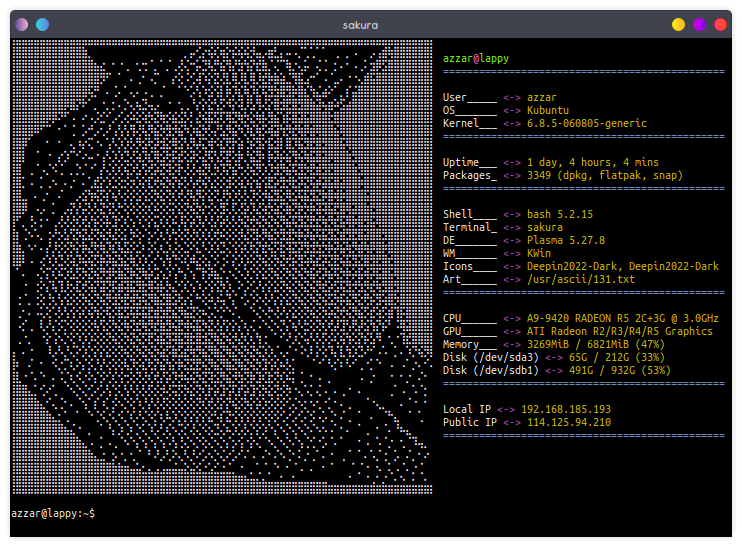 sakura
azzar@lappy
===============================================
User_____ <-> azzar
OS_______ <-> Kubuntu
Kernel___ <-> 6.8.5-060805-generic
===============================================
Uptime___ <-> 1 day, 4 hours, 4 mins
Packages_ <-> 3349 (dpkg, flatpak, snap)
===============================================
Shell____ <-> bash 5.2.15
Terminal_ <-> sakura
DE_______ <-> Plasma 5.27.8
WM_______ <-> KWin
Icons____ <-> Deepin2022-Dark, Deepin2022-Dark
Art______ <-> /usr/ascii/131.txt
===============================================
CPU______ <-> A9-9420 RADEON R5 2C+3G @ 3.0GHz
GPU______ <-> ATI Radeon R2/R3/R4/R5 Graphics
Memory___ <-> 3269MiB / 6821MiB (47%)
Disk (/dev/sda3) <-> 65G / 212G (33%)
Disk (/dev/sdb1) <-> 491G / 932G (53%)
===============================================
Local IP <-> 192.168.185.193
Public IP <-> 114.125.94.210
===============================================
azzar@lappy:~$